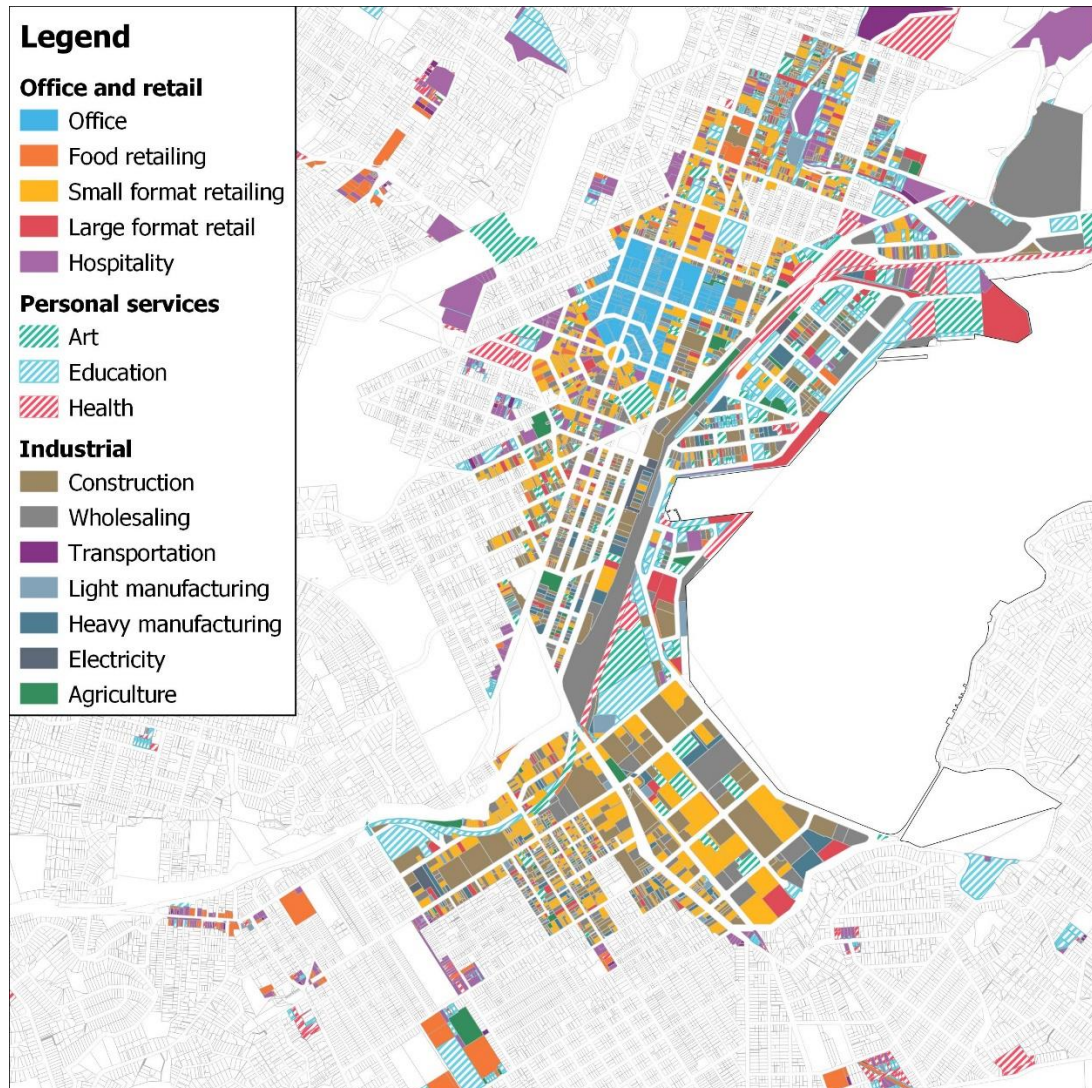 Legend
Office and retail
Office
Food retailing
Small format retailing
Large format retail
Hospitality
Personal services
Art
Education
Health
Industrial
Construction
Wholesaling
Transportation
Light manufacturing
Heavy manufacturing
Electricity
Agriculture